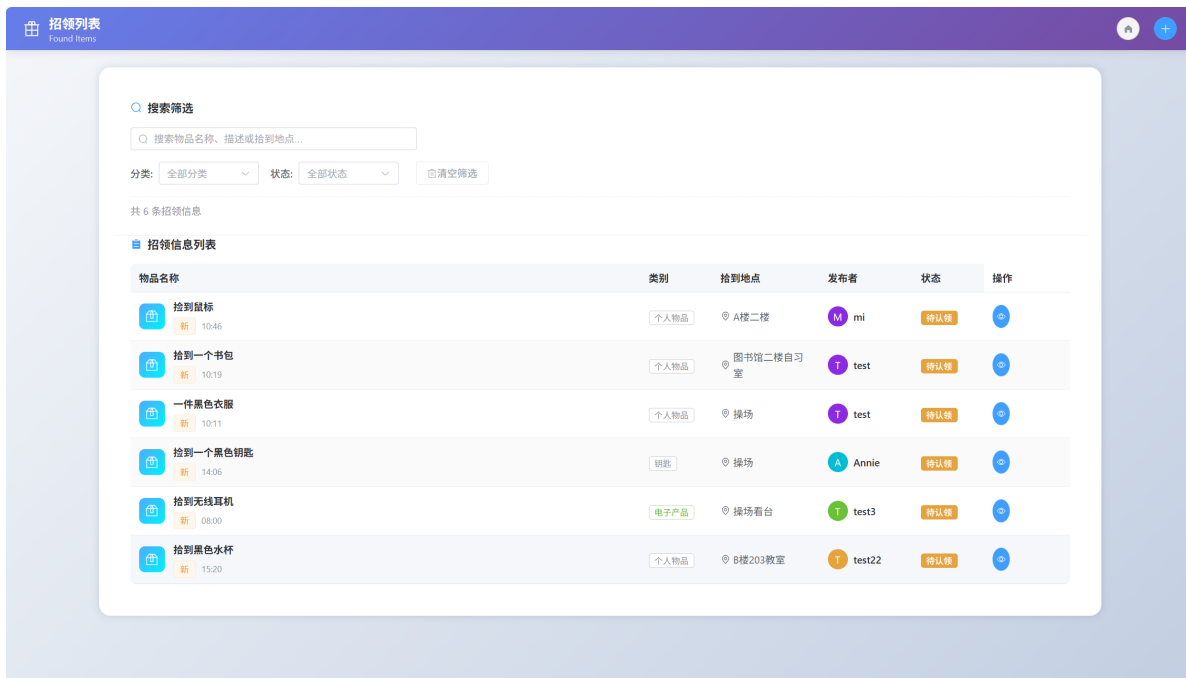 招领列表
Found Items
搜索筛选
搜索物品名称、描述或拾到地点...
分类: 全部分类 状态: 全部状态 清空筛选
共 6 条招领信息
招领信息列表
物品名称 类别 拾到地点 发布者 状态 操作
捡到鼠标
新 10:46 个人物品 A楼二楼 M mi 待认领
拾到一个书包
新 10:19 个人物品 图书馆二楼自习
室 T test 待认领
一件黑色衣服
新 10:11 个人物品 操场 T test 待认领
捡到一个黑色钥匙
新 14:06 钥匙 操场 A Annie 待认领
拾到无线耳机
新 08:00 电子产品 操场看台 T test3 待认领
拾到黑色水杯
新 15:20 个人物品 B楼203教室 T test22 待认领